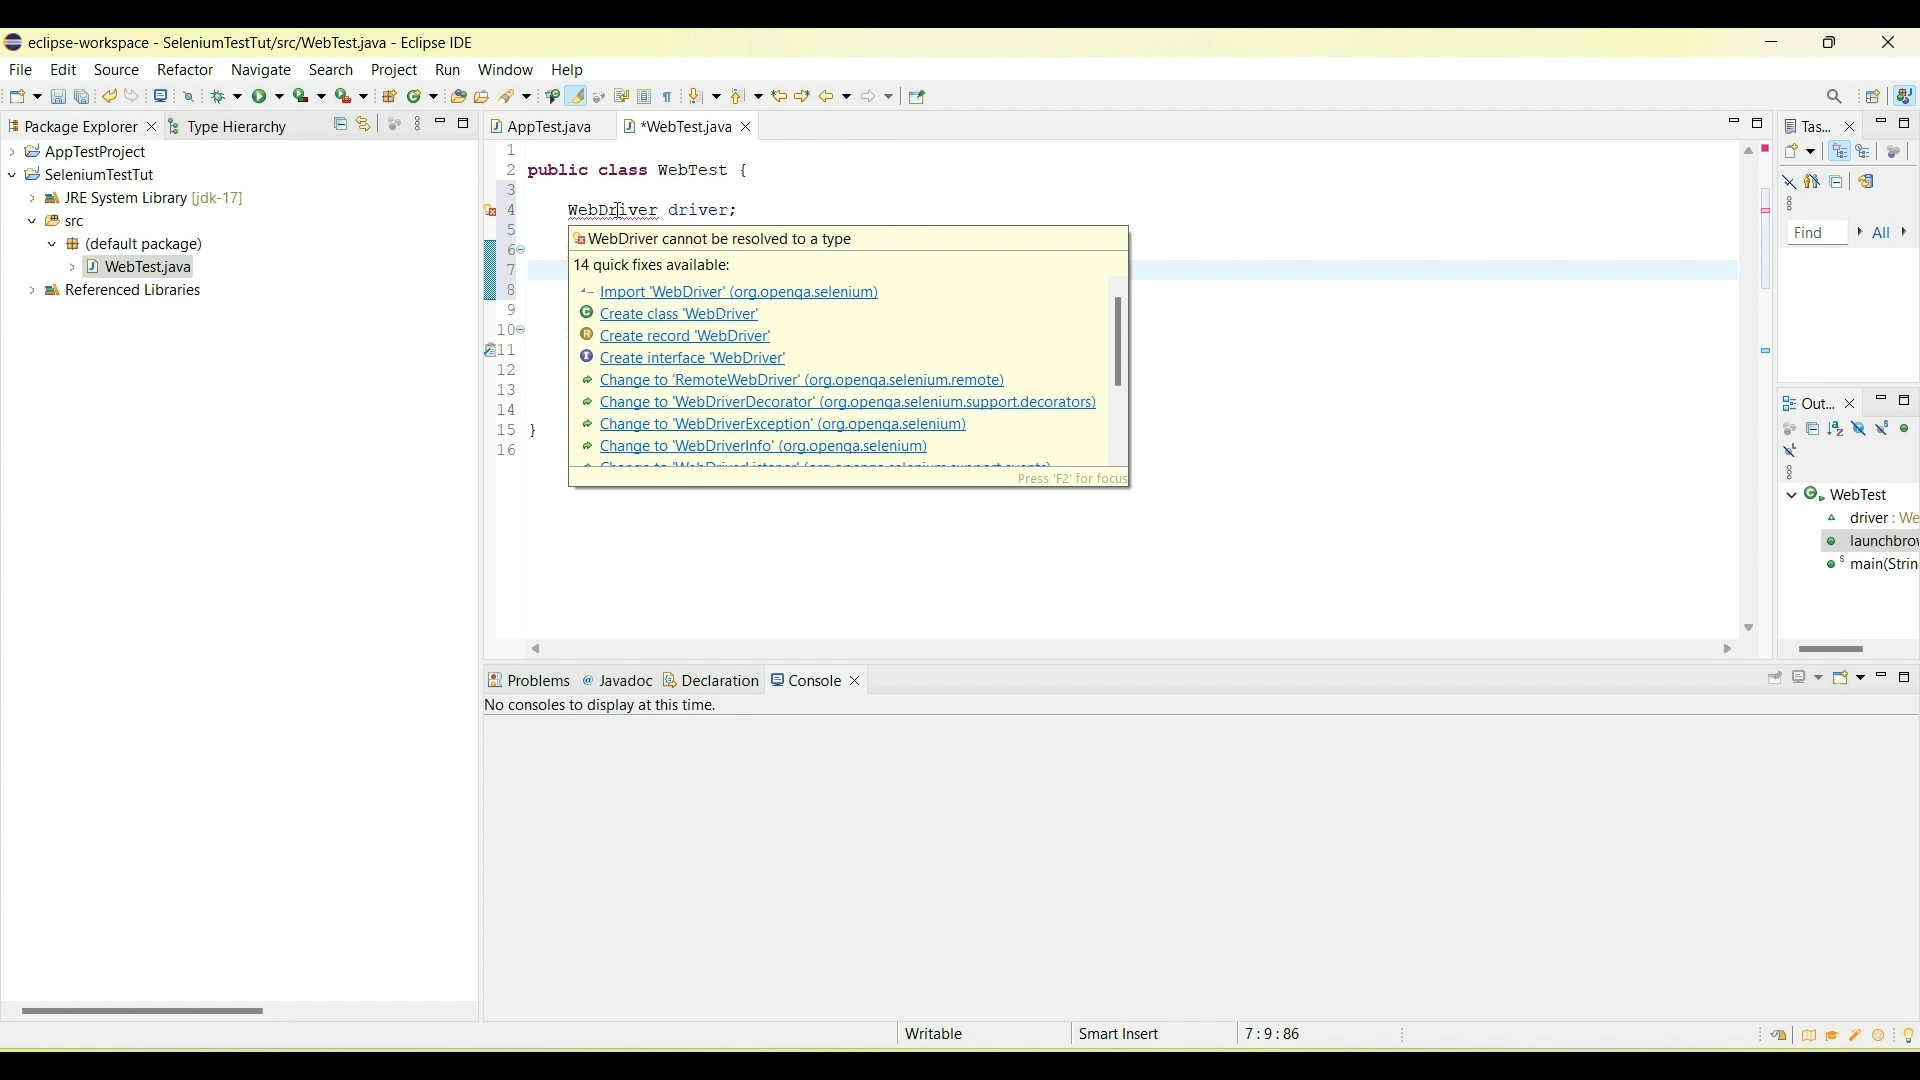 eclipse-workspace - SeleniumTestTut/src/WebTest.java - Eclipse IDE
File Edit Source Refactor Navigate Search Project Run Window Help
Package Explorer Type Hierarchy
AppTestProject
SeleniumTestTut
JRE System Library [jdk-17]
src
(default package)
WebTest.java
Referenced Libraries
AppTest.java *WebTest.java
1
2 public class WebTest {
3
4 WebDriver driver;
5
6
7
8
9
10
11
12
13
14
15 }
16
WebDriver cannot be resolved to a type
14 quick fixes available:
Import 'WebDriver' (org.openqa.selenium)
Create class 'WebDriver'
Create record 'WebDriver'
Create interface 'WebDriver'
Change to 'RemoteWebDriver' (org.openqa.selenium.remote)
Change to 'WebDriverDecorator' (org.openqa.selenium.support.decorators)
Change to 'WebDriverException' (org.openqa.selenium)
Change to 'WebDriverInfo' (org.openqa.selenium)
Press 'F2' for focus
Tas...
Find All
Out...
WebTest
driver : We
launchbrow
main(Strin
Problems Javadoc Declaration Console
No consoles to display at this time.
Writable Smart Insert 7 : 9 : 86